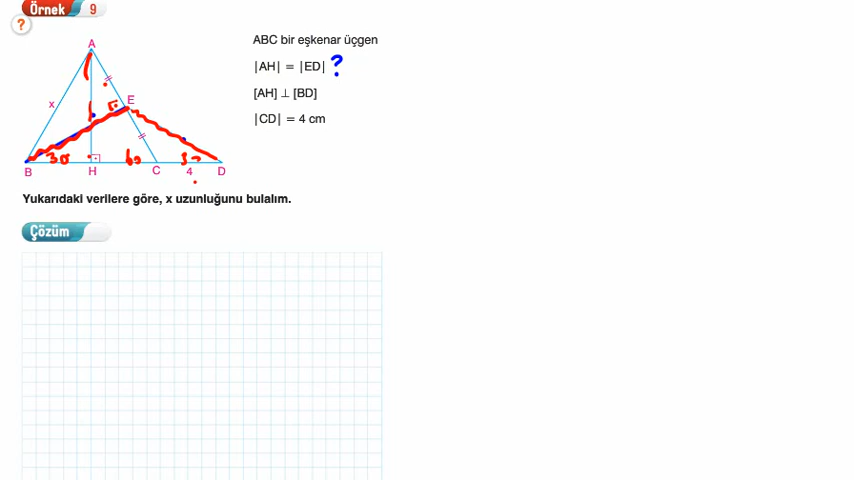 Örnek 9
?
ABC bir eşkenar üçgen
|AH| = |ED| ?
[AH] ⊥ [BD]
|CD| = 4 cm
A
x
E
30
60
30
B
H
C
4
D
Yukarıdaki verilere göre, x uzunluğunu bulalım.
Çözüm